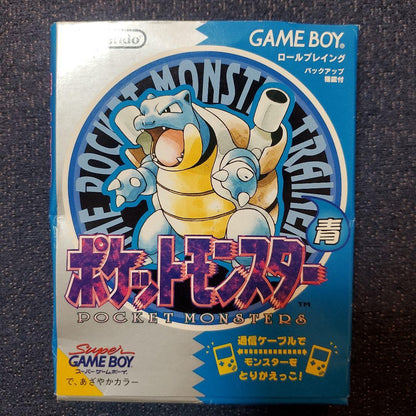 GAME BOY®
ロールプレイング
バックアップ
機能付
THE POCKET MONSTER TRAINER
青
ポケットモンスター
TM
POCKET MONSTERS
Super
GAME BOY
スーパーゲームボーイ
で、あざやかカラー
通信ケーブルで
モンスターを
とりかえっこ!